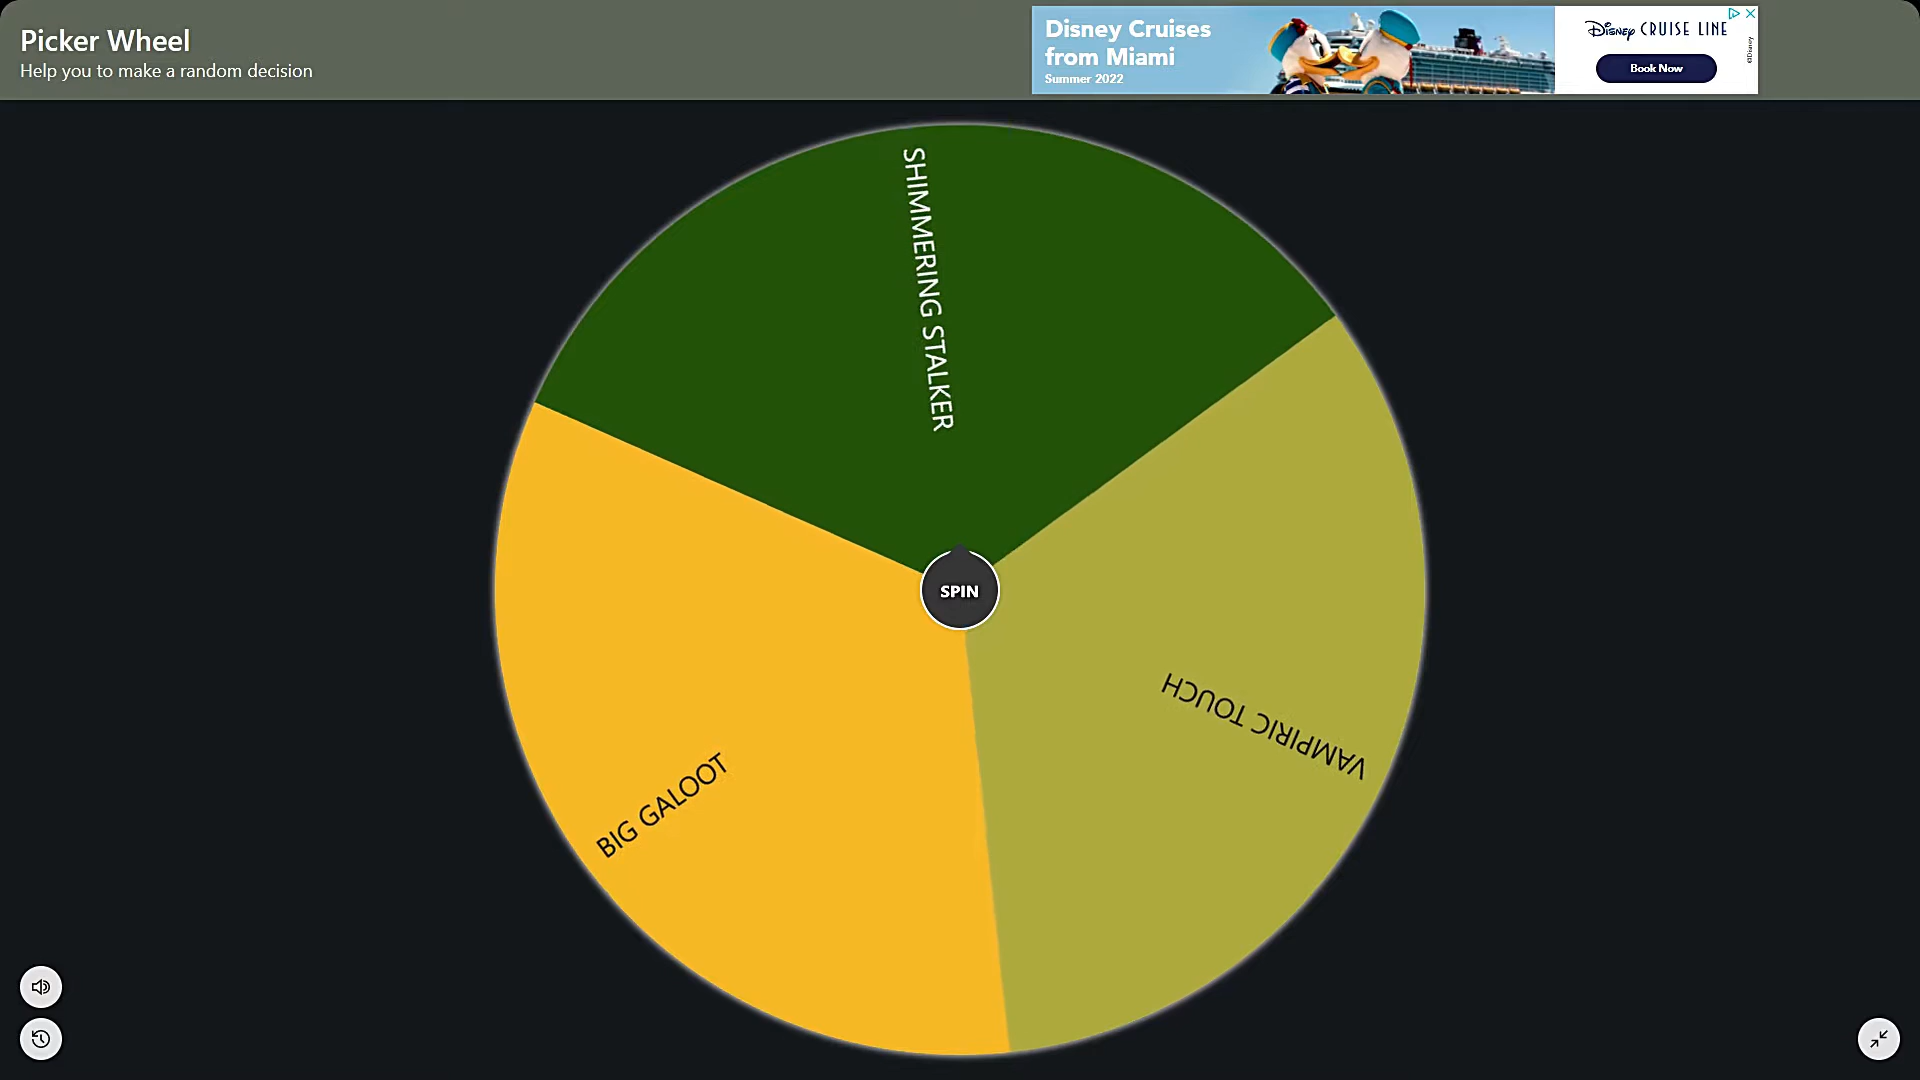 Picker Wheel
Help you to make a random decision
Disney Cruises
from Miami
Summer 2022
Disney CRUISE LINE
Book Now
©Disney
SHIMMERING STALKER
SPIN
VAMPIRIC TOUCH
BIG GALOOT